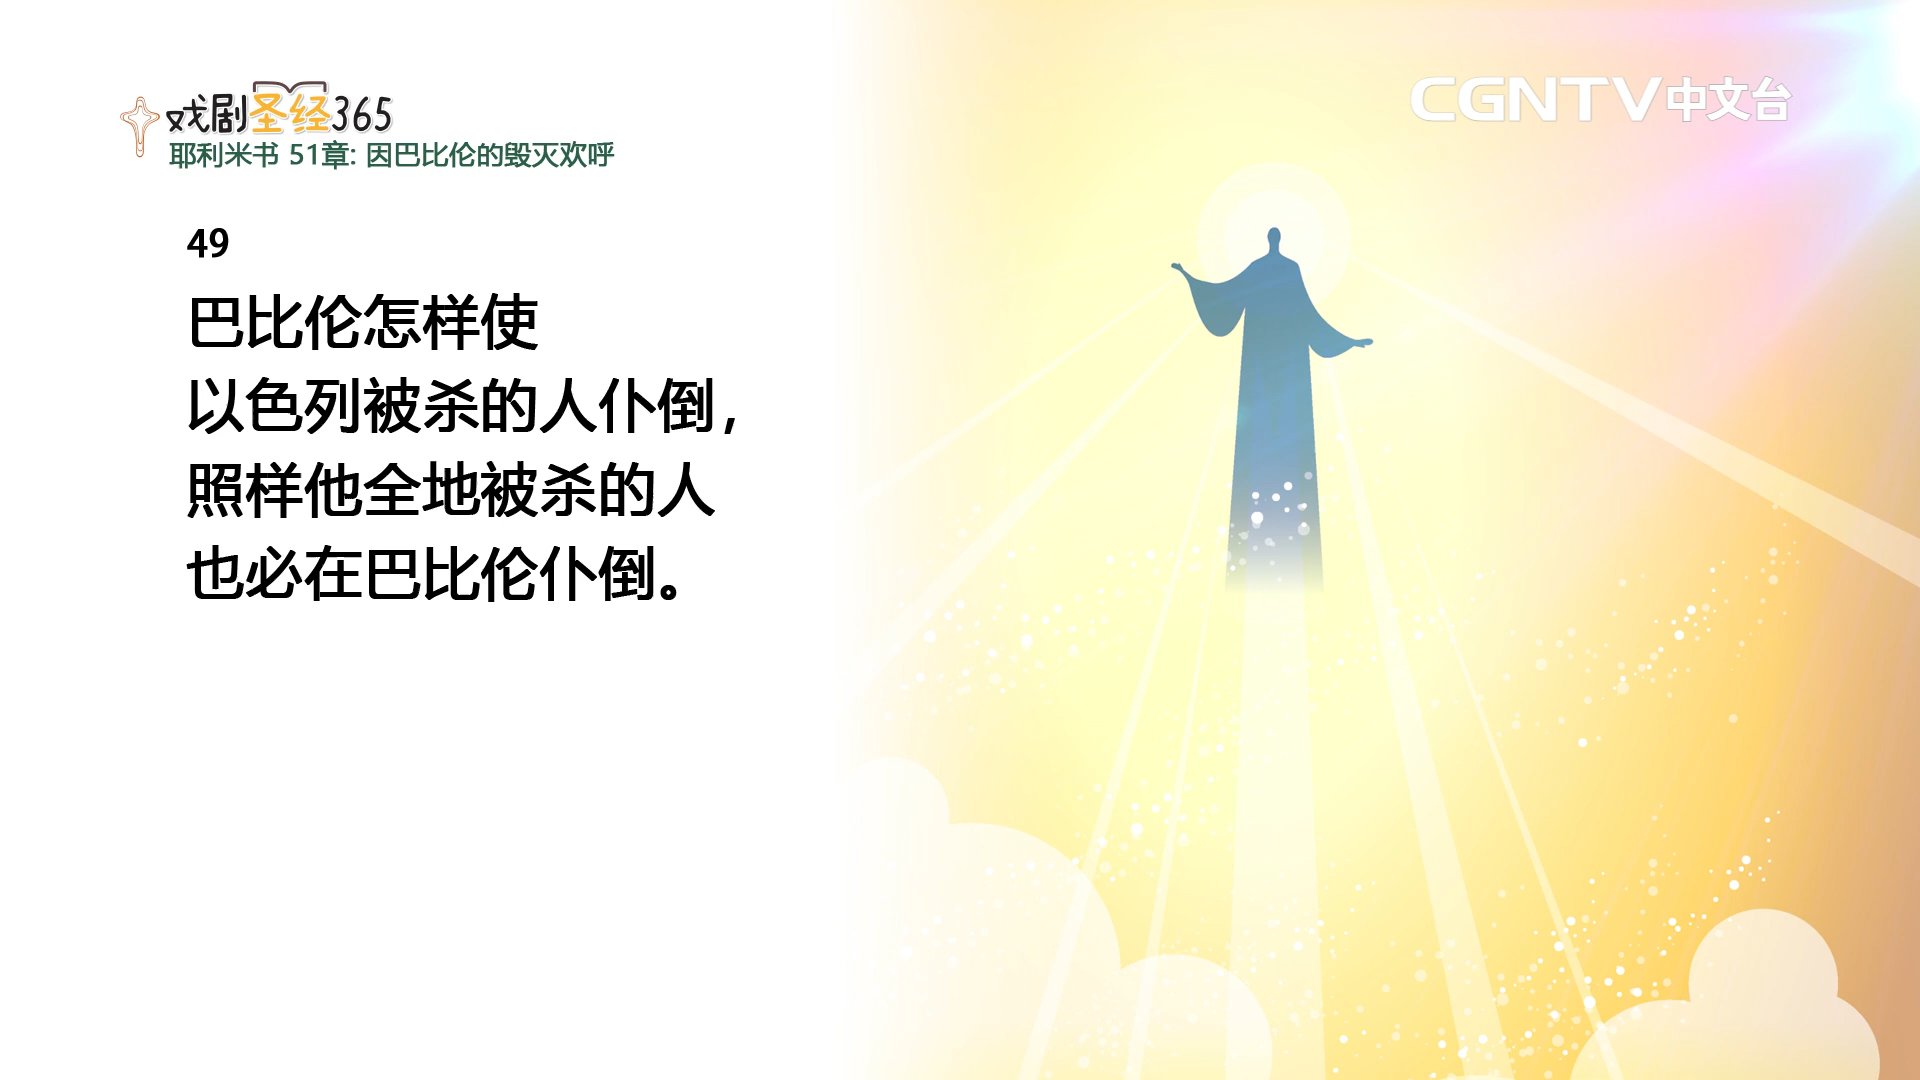 戏剧圣经365
CGNTV中文台
耶利米书 51章: 因巴比伦的毁灭欢呼
49
巴比伦怎样使
以色列被杀的人仆倒，
照样他全地被杀的人
也必在巴比伦仆倒。